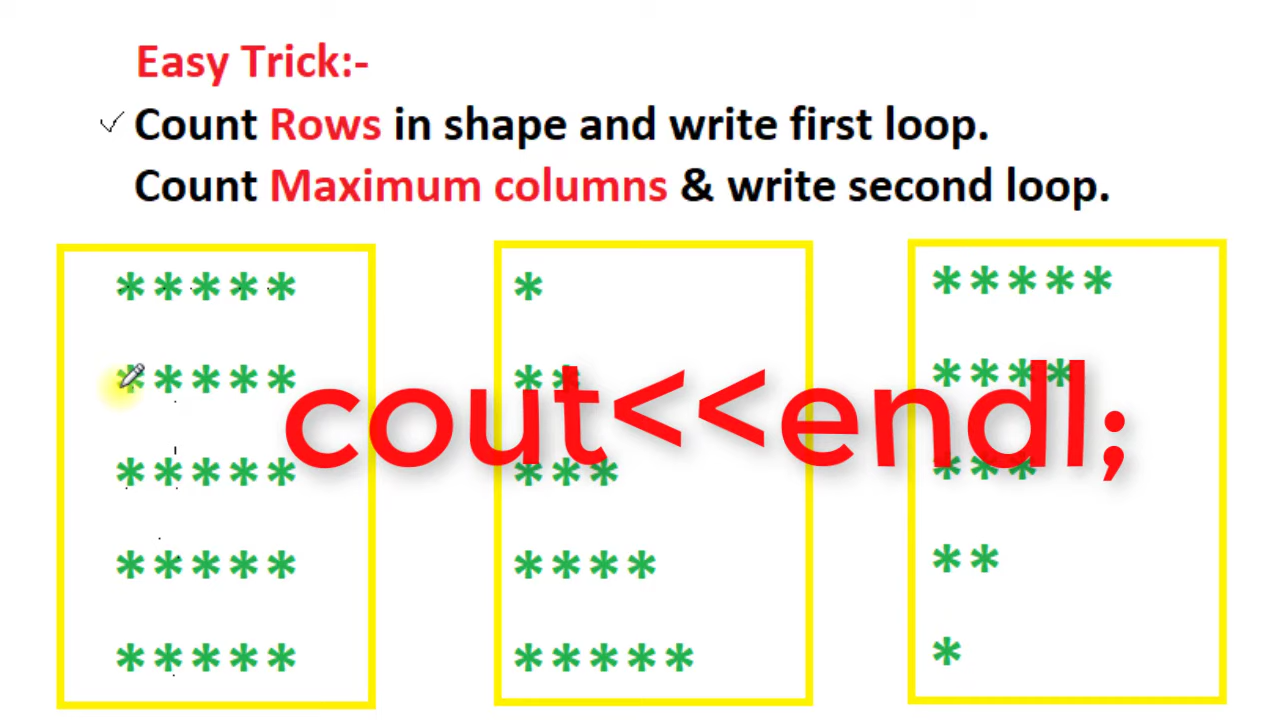 Easy Trick:-
Count Rows in shape and write first loop.
Count Maximum columns & write second loop.
***** * *****
***** ** ****
cout<<endl;
***** *** ***
***** **** **
***** ***** *